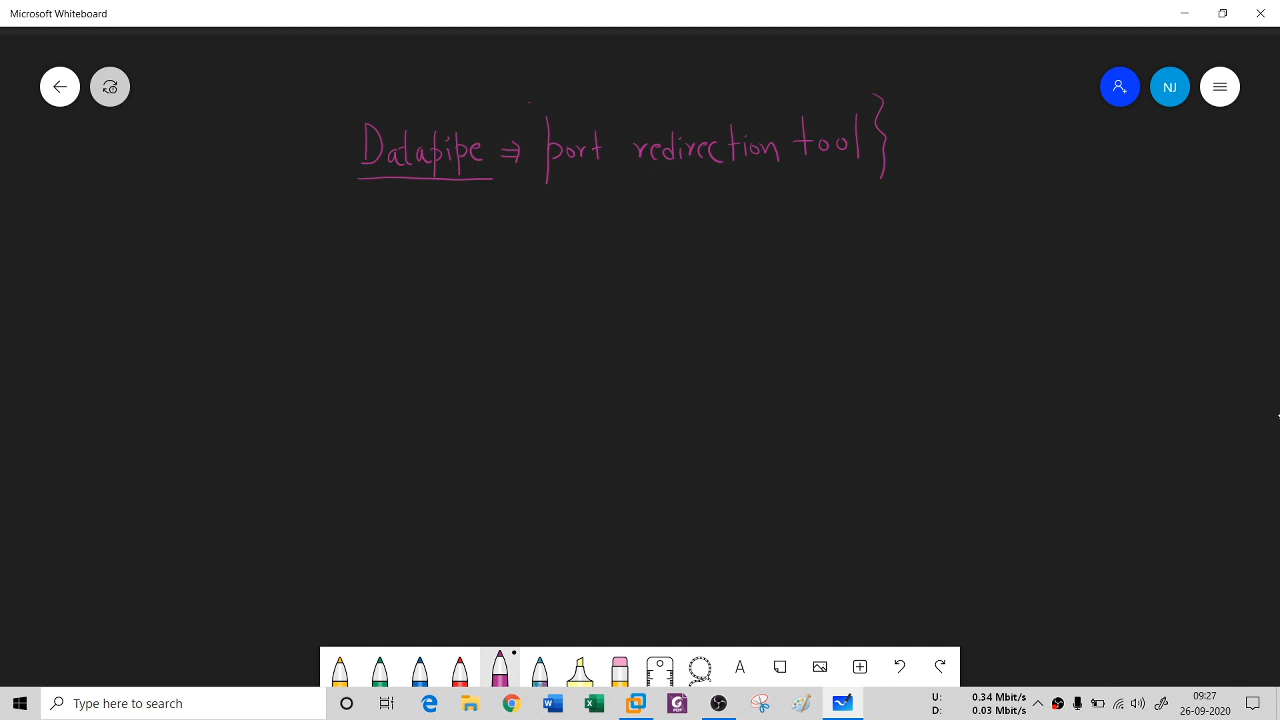 Microsoft Whiteboard
NJ
Datapipe ⇒ port redirection tool }
A
Type here to search
U: 0.34 Mbit/s
D: 0.03 Mbit/s
09:27
26-09-2020